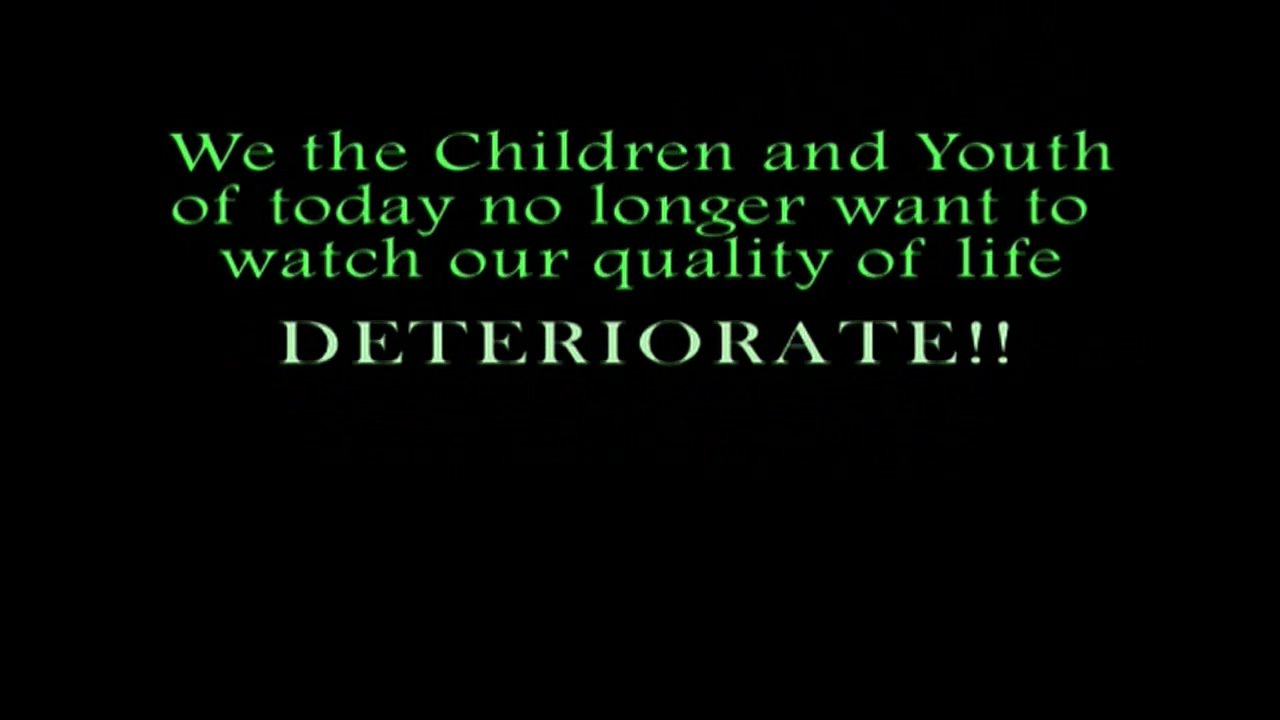 We the Children and Youth
of today no longer want to
watch our quality of life
DETERIORATE!!